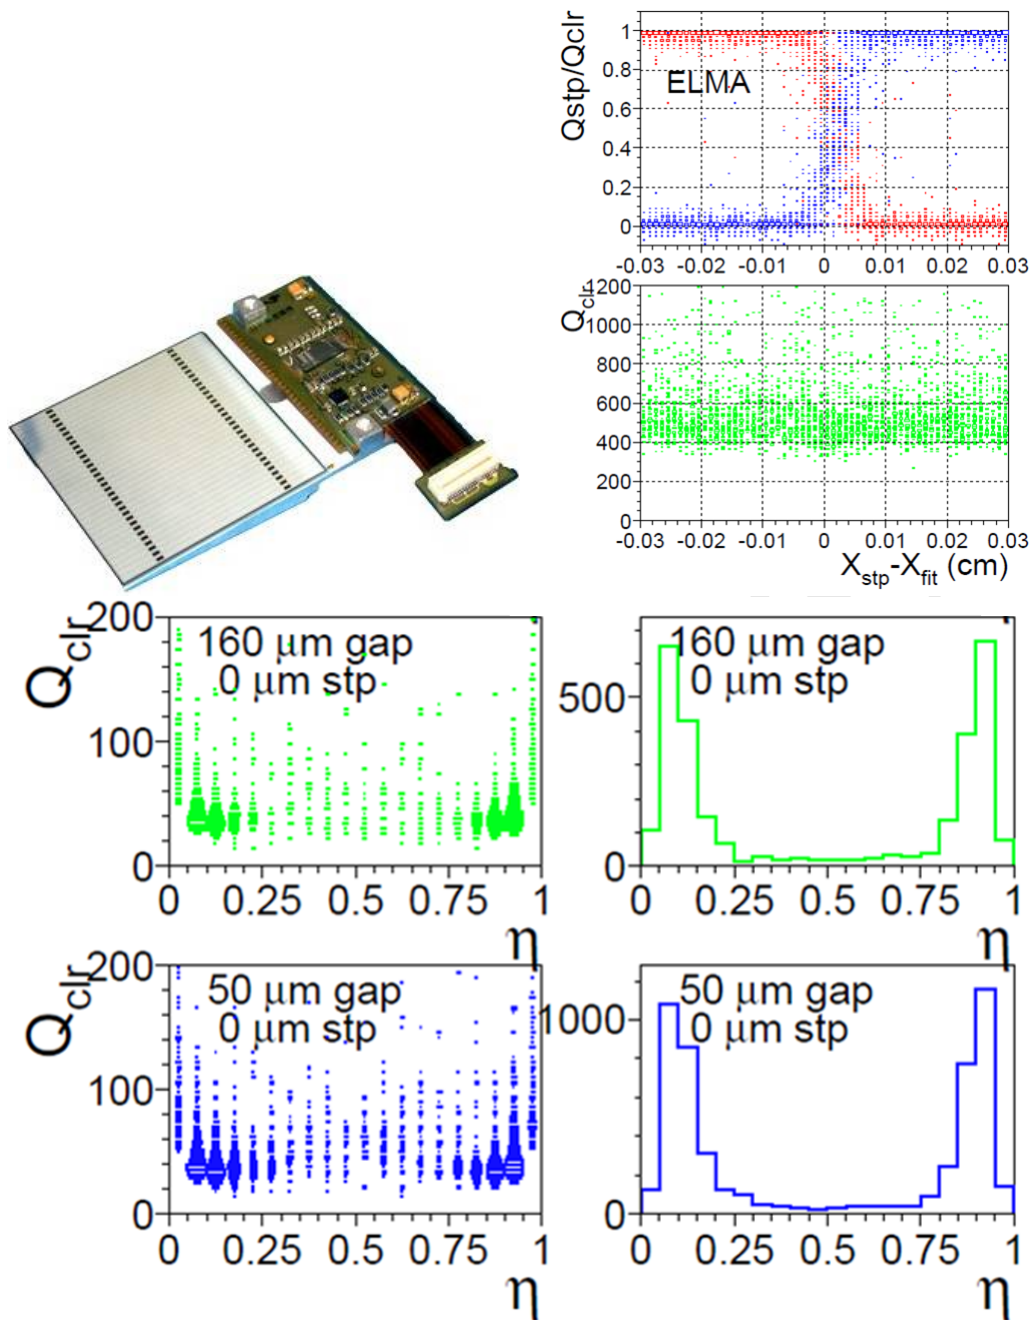 Qstp/Qclr
1
0.8
0.6
0.4
0.2
0
ELMA
-0.03 -0.02 -0.01 0 0.01 0.02 0.03
Qclr
1200
1000
800
600
400
200
0
-0.03 -0.02 -0.01 0 0.01 0.02 0.03
Xstp-Xfit (cm)
Qclr
200
100
0
160 μm gap
0 μm stp
0 0.25 0.5 0.75 1
η
500
0
160 μm gap
0 μm stp
0 0.25 0.5 0.75 1
η
Qclr
200
100
0
50 μm gap
0 μm stp
0 0.25 0.5 0.75 1
η
1000
0
50 μm gap
0 μm stp
0 0.25 0.5 0.75 1
η